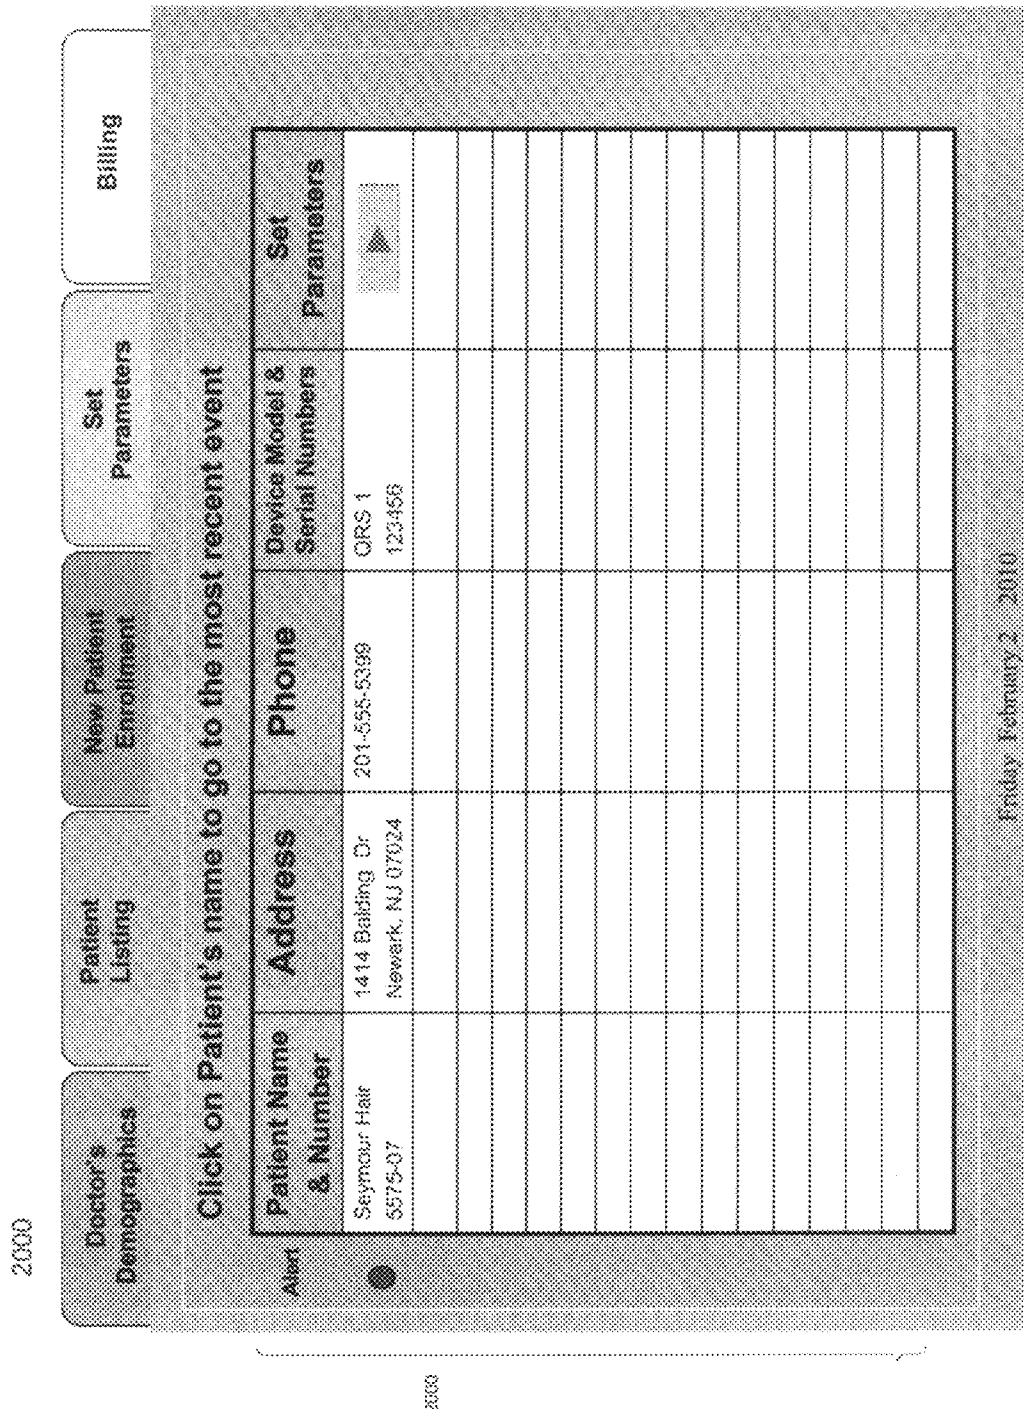 2000
Doctor's
Demographics
Patient
Listing
New Patient
Enrollment
Set
Parameters
Billing
Click on Patient's name to go to the most recent event
Alert
Patient Name
& Number
Address
Phone
Device Model &
Serial Numbers
Set
Parameters
Seymour Hair
5575-07
1414 Balding Dr
Newark, NJ 07024
201-555-5399
QRS 1
123456
Friday February 2 2010
2000